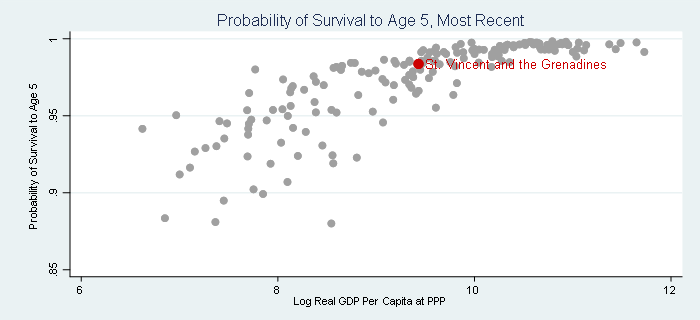 Probability of Survival to Age 5, Most Recent
Probability of Survival to Age 5
1
.95
.9
.85
St. Vincent and the Grenadines
6
8
10
12
Log Real GDP Per Capita at PPP